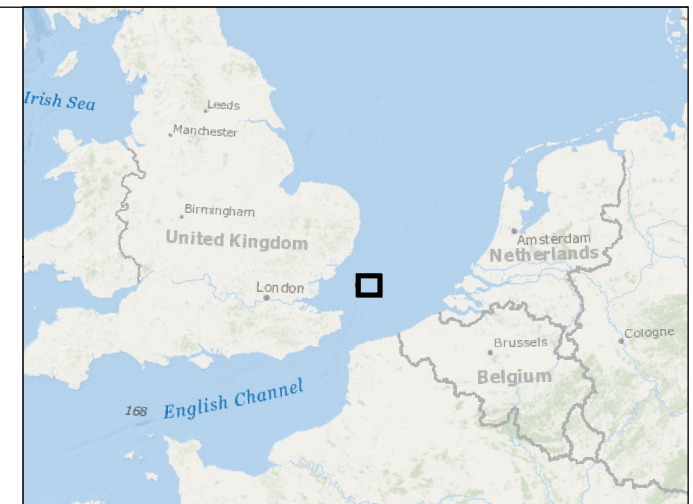 Irish Sea
Leeds
Manchester
Birmingham
United Kingdom
London
Amsterdam
Netherlands
Cologne
Brussels
Belgium
168
English Channel